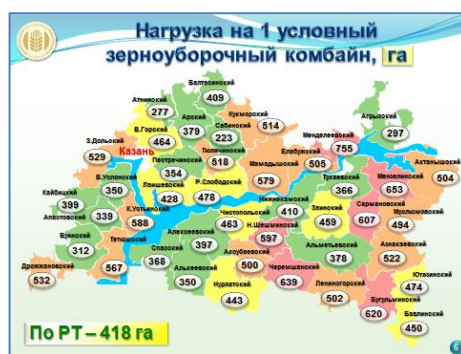 Нагрузка на 1 условный
зерноуборочный комбайн, га
Балтасинский
409
Атнинский
277
Арский
379
Кукморский
514
Сабинский
223
В.Горский
464
Тюлячинский
518
Менделеевский
755
Агрызский
297
З.Дольский
529
Казань
Пестречинский
354
Мамадышский
579
Елабужский
505
Актанышский
504
В.Услонский
350
Лаишевский
428
Р.Слободский
478
Тукаевский
366
Мензелинский
653
Кайбицкий
399
Апастовский
339
К.Устьинский
588
Чистопольский
463
Нижнекамский
410
Заинский
459
Сармановский
607
Муслюмовский
494
Буинский
312
Тетюшский
567
Спасский
368
Алексеевский
397
Н.Шешминский
597
Альметьевский
378
Азнакаевский
522
Дрожжановский
532
Алькеевский
350
Аксубаевский
500
Черемшанский
639
Лениногорский
502
Ютазинский
474
Нурлатский
443
Бугульминский
620
Бавлинский
450
По РТ – 418 га
6